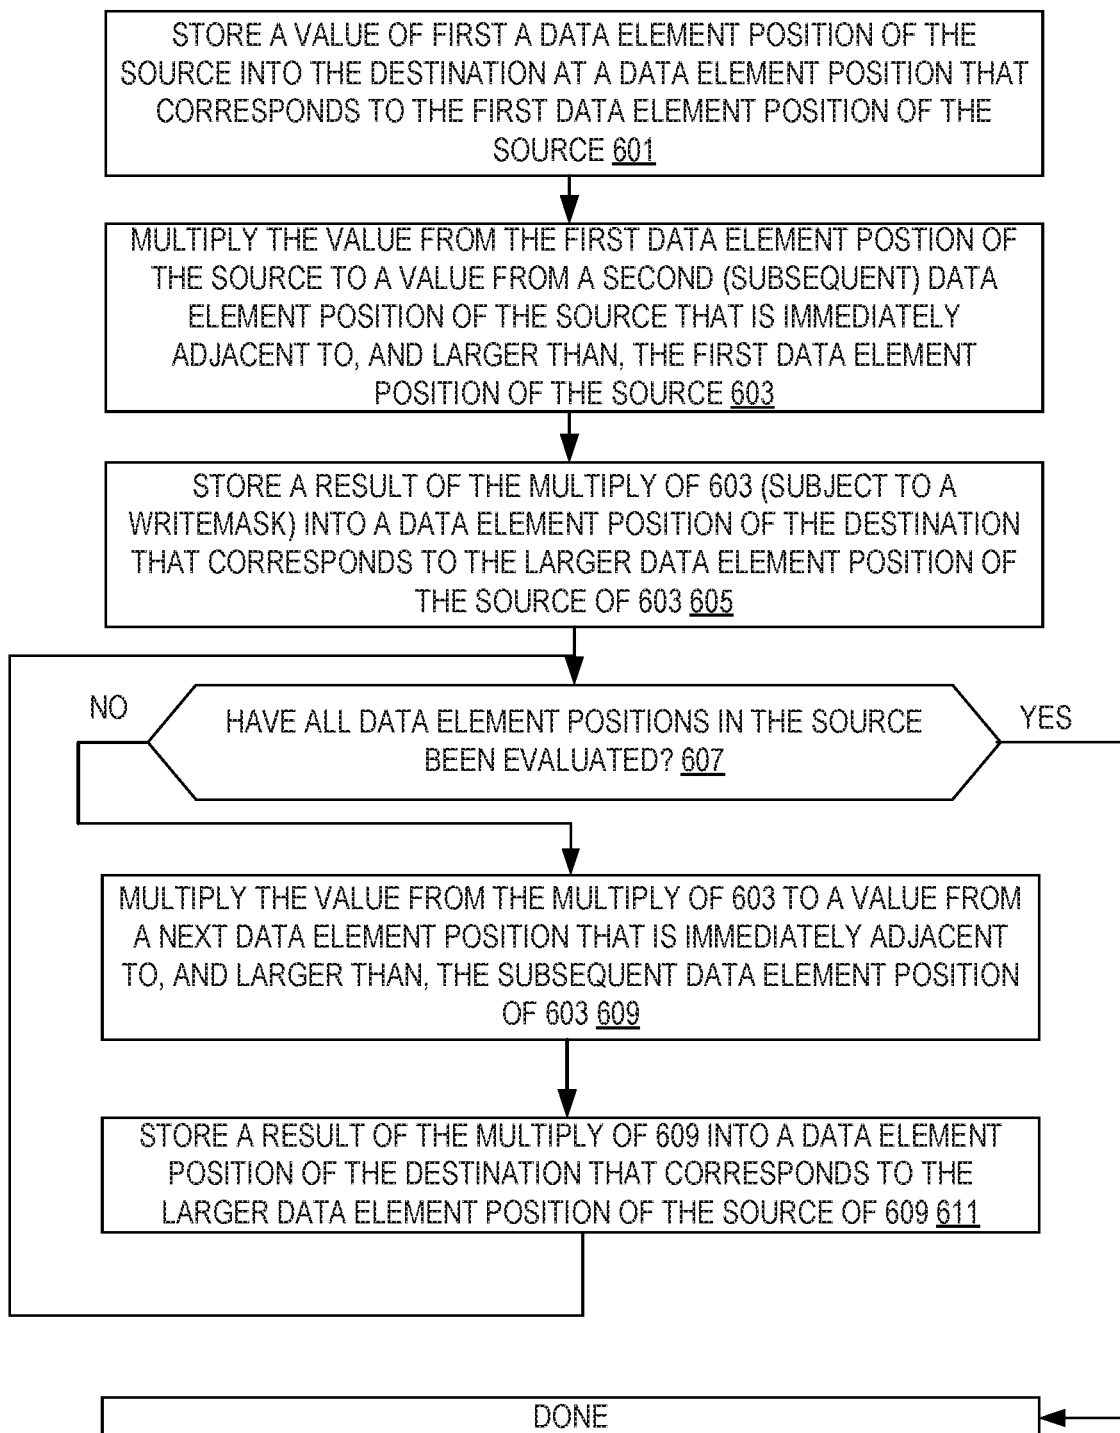 STORE A VALUE OF FIRST A DATA ELEMENT POSITION OF THE
SOURCE INTO THE DESTINATION AT A DATA ELEMENT POSITION THAT
CORRESPONDS TO THE FIRST DATA ELEMENT POSITION OF THE
SOURCE 601
MULTIPLY THE VALUE FROM THE FIRST DATA ELEMENT POSTION OF
THE SOURCE TO A VALUE FROM A SECOND (SUBSEQUENT) DATA
ELEMENT POSITION OF THE SOURCE THAT IS IMMEDIATELY
ADJACENT TO, AND LARGER THAN, THE FIRST DATA ELEMENT
POSITION OF THE SOURCE 603
STORE A RESULT OF THE MULTIPLY OF 603 (SUBJECT TO A
WRITEMASK) INTO A DATA ELEMENT POSITION OF THE DESTINATION
THAT CORRESPONDS TO THE LARGER DATA ELEMENT POSITION OF
THE SOURCE OF 603 605
NO
HAVE ALL DATA ELEMENT POSITIONS IN THE SOURCE
BEEN EVALUATED? 607
YES
MULTIPLY THE VALUE FROM THE MULTIPLY OF 603 TO A VALUE FROM
A NEXT DATA ELEMENT POSITION THAT IS IMMEDIATELY ADJACENT
TO, AND LARGER THAN, THE SUBSEQUENT DATA ELEMENT POSITION
OF 603 609
STORE A RESULT OF THE MULTIPLY OF 609 INTO A DATA ELEMENT
POSITION OF THE DESTINATION THAT CORRESPONDS TO THE
LARGER DATA ELEMENT POSITION OF THE SOURCE OF 609 611
DONE